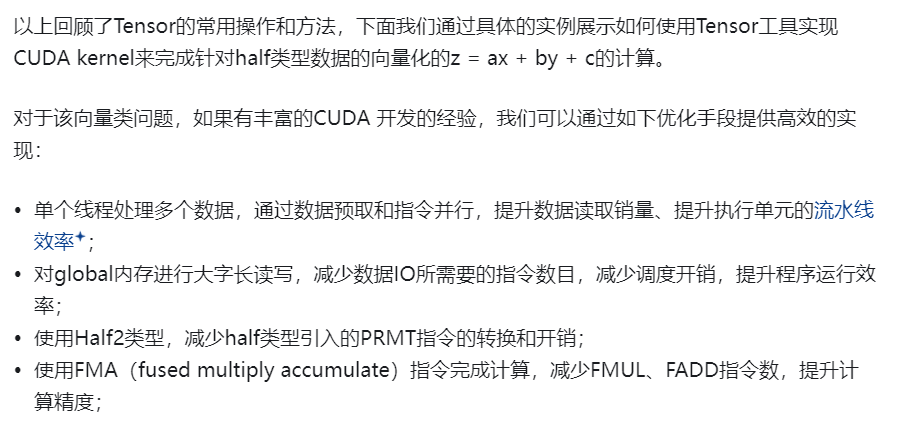 以上回顾了Tensor的常用操作和方法，下面我们通过具体的实例展示如何使用Tensor工具实现
CUDA kernel来完成针对half类型数据的向量化的z = ax + by + c的计算。
对于该向量类问题，如果有丰富的CUDA 开发的经验，我们可以通过如下优化手段提供高效的实
现：
• 单个线程处理多个数据，通过数据预取和指令并行，提升数据读取销量、提升执行单元的流水线
效率；
• 对global内存进行大字长读写，减少数据IO所需要的指令数目，减少调度开销，提升程序运行效
率；
• 使用Half2类型，减少half类型引入的PRMT指令的转换和开销；
• 使用FMA（fused multiply accumulate）指令完成计算，减少FMUL、FADD指令数，提升计
算精度；